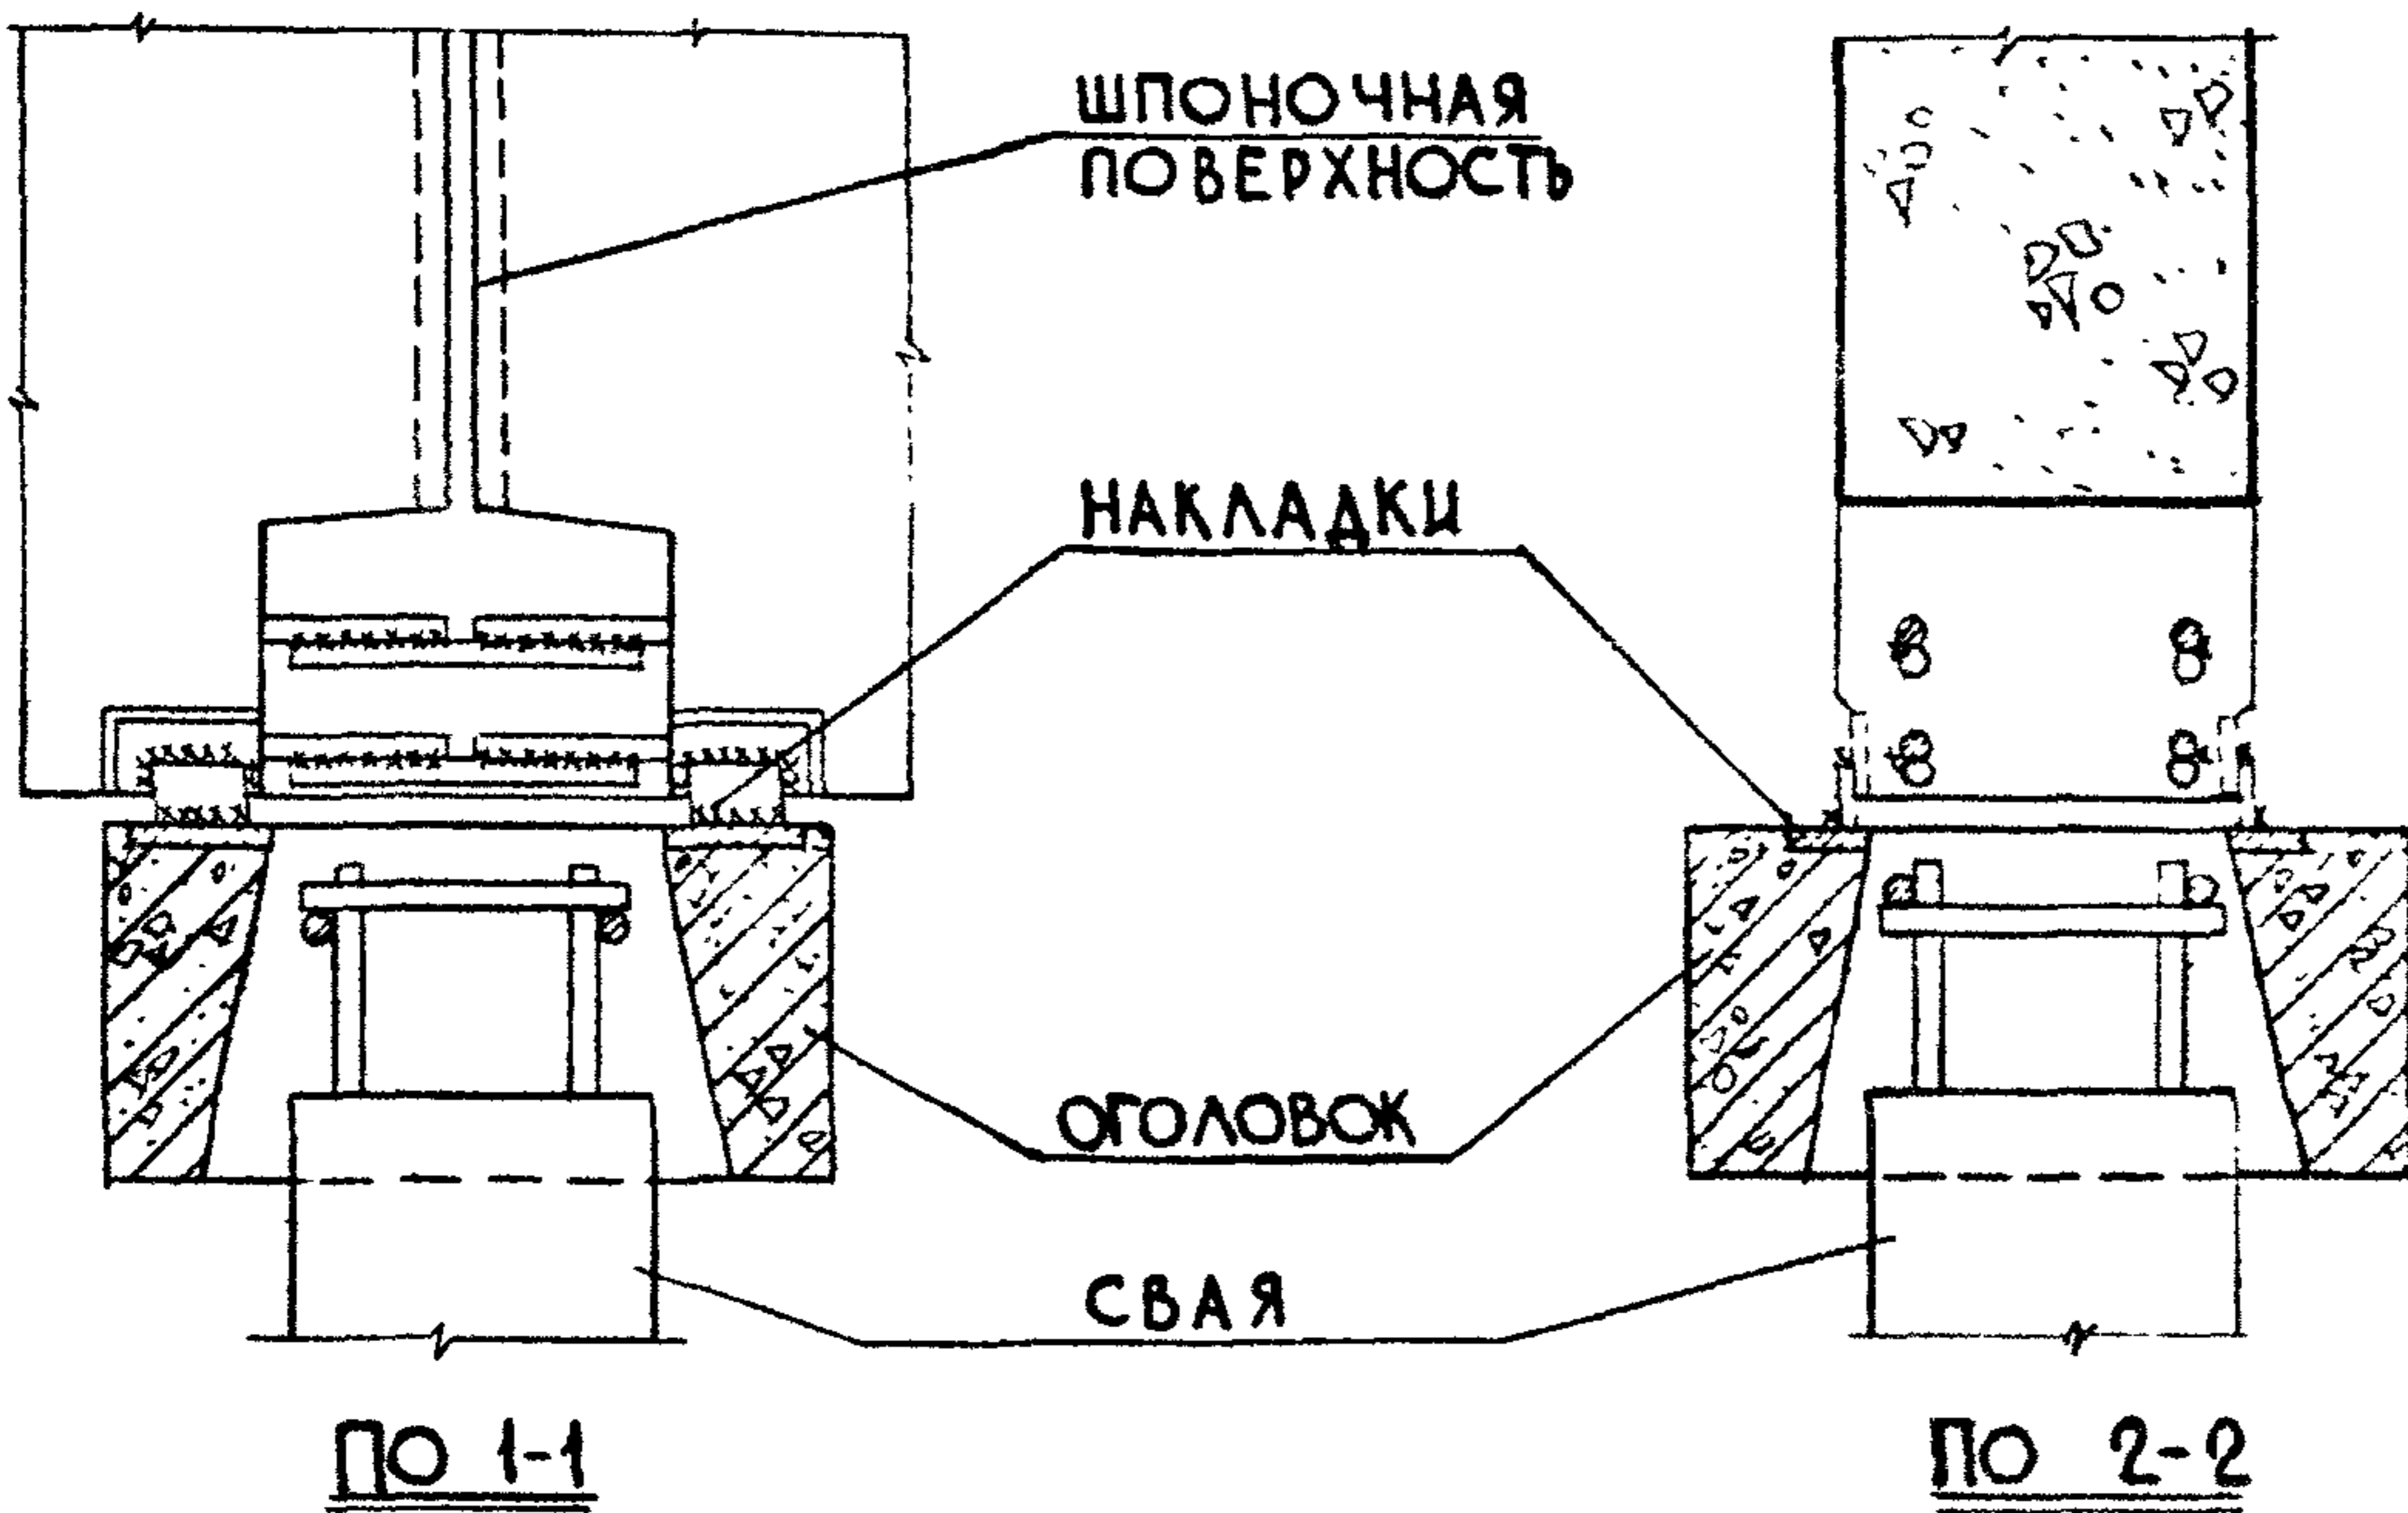 ШПОНОЧНАЯ
ПОВЕРХНОСТЬ
НАКЛАДКИ
ОГОЛОВОК
СВАЯ
ПО 1-1
ПО 2-2